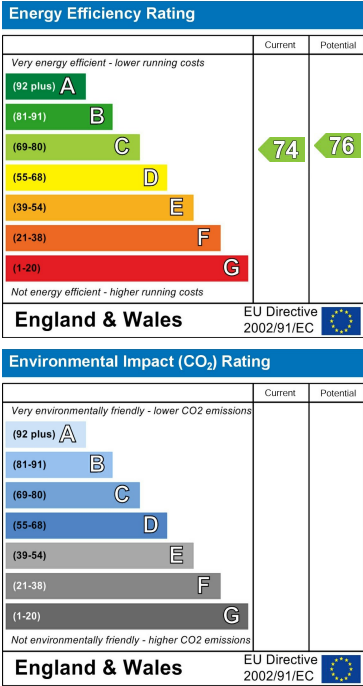 Energy Efficiency Rating
Current Potential
Very energy efficient - lower running costs
(92 plus) A
(81-91) B
(69-80) C 74 76
(55-68) D
(39-54) E
(21-38) F
(1-20) G
Not energy efficient - higher running costs
England & Wales
EU Directive
2002/91/EC
Environmental Impact (CO₂) Rating
Current Potential
Very environmentally friendly - lower CO2 emissions
(92 plus) A
(81-91) B
(69-80) C
(55-68) D
(39-54) E
(21-38) F
(1-20) G
Not environmentally friendly - higher CO2 emissions
England & Wales
EU Directive
2002/91/EC